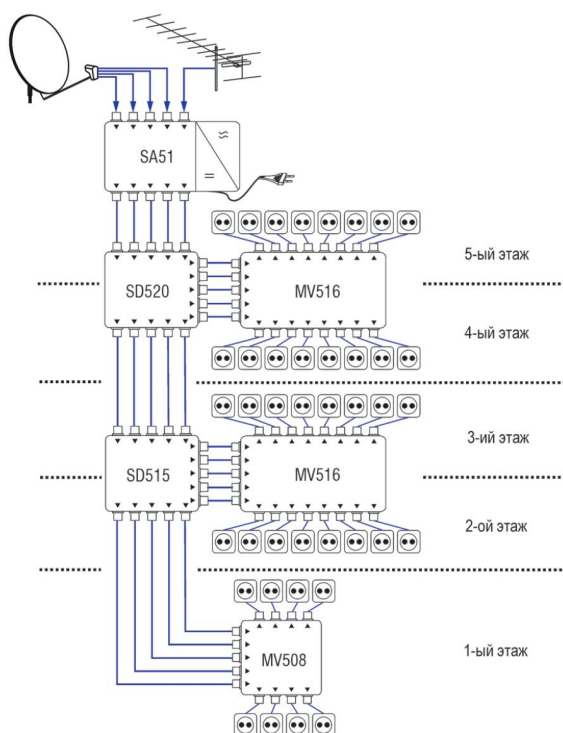 SA51
5-ый этаж
SD520
MV516
4-ый этаж
3-ий этаж
SD515
MV516
2-ой этаж
MV508
1-ый этаж